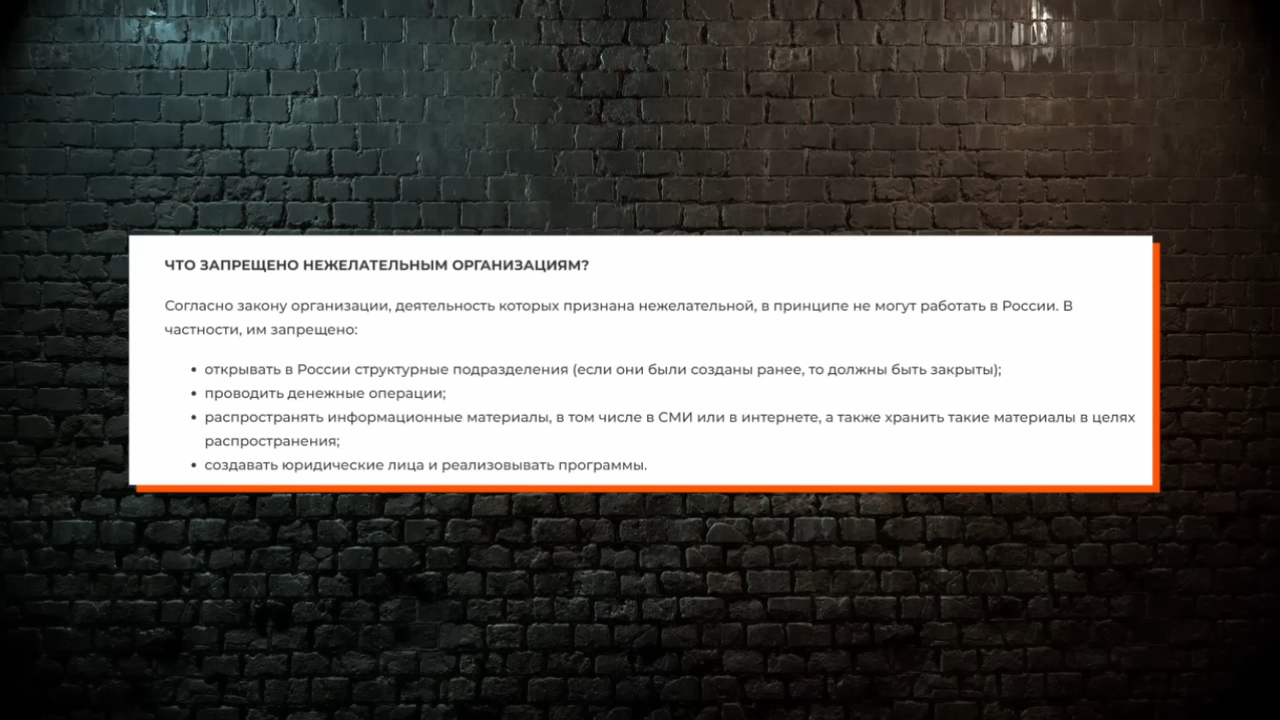 ЧТО ЗАПРЕЩЕНО НЕЖЕЛАТЕЛЬНЫМ ОРГАНИЗАЦИЯМ?
Согласно закону организации, деятельность которых признана нежелательной, в принципе не могут работать в России. В
частности, им запрещено:
• открывать в России структурные подразделения (если они были созданы ранее, то должны быть закрыты);
• проводить денежные операции;
• распространять информационные материалы, в том числе в СМИ или в интернете, а также хранить такие материалы в целях
распространения;
• создавать юридические лица и реализовывать программы.